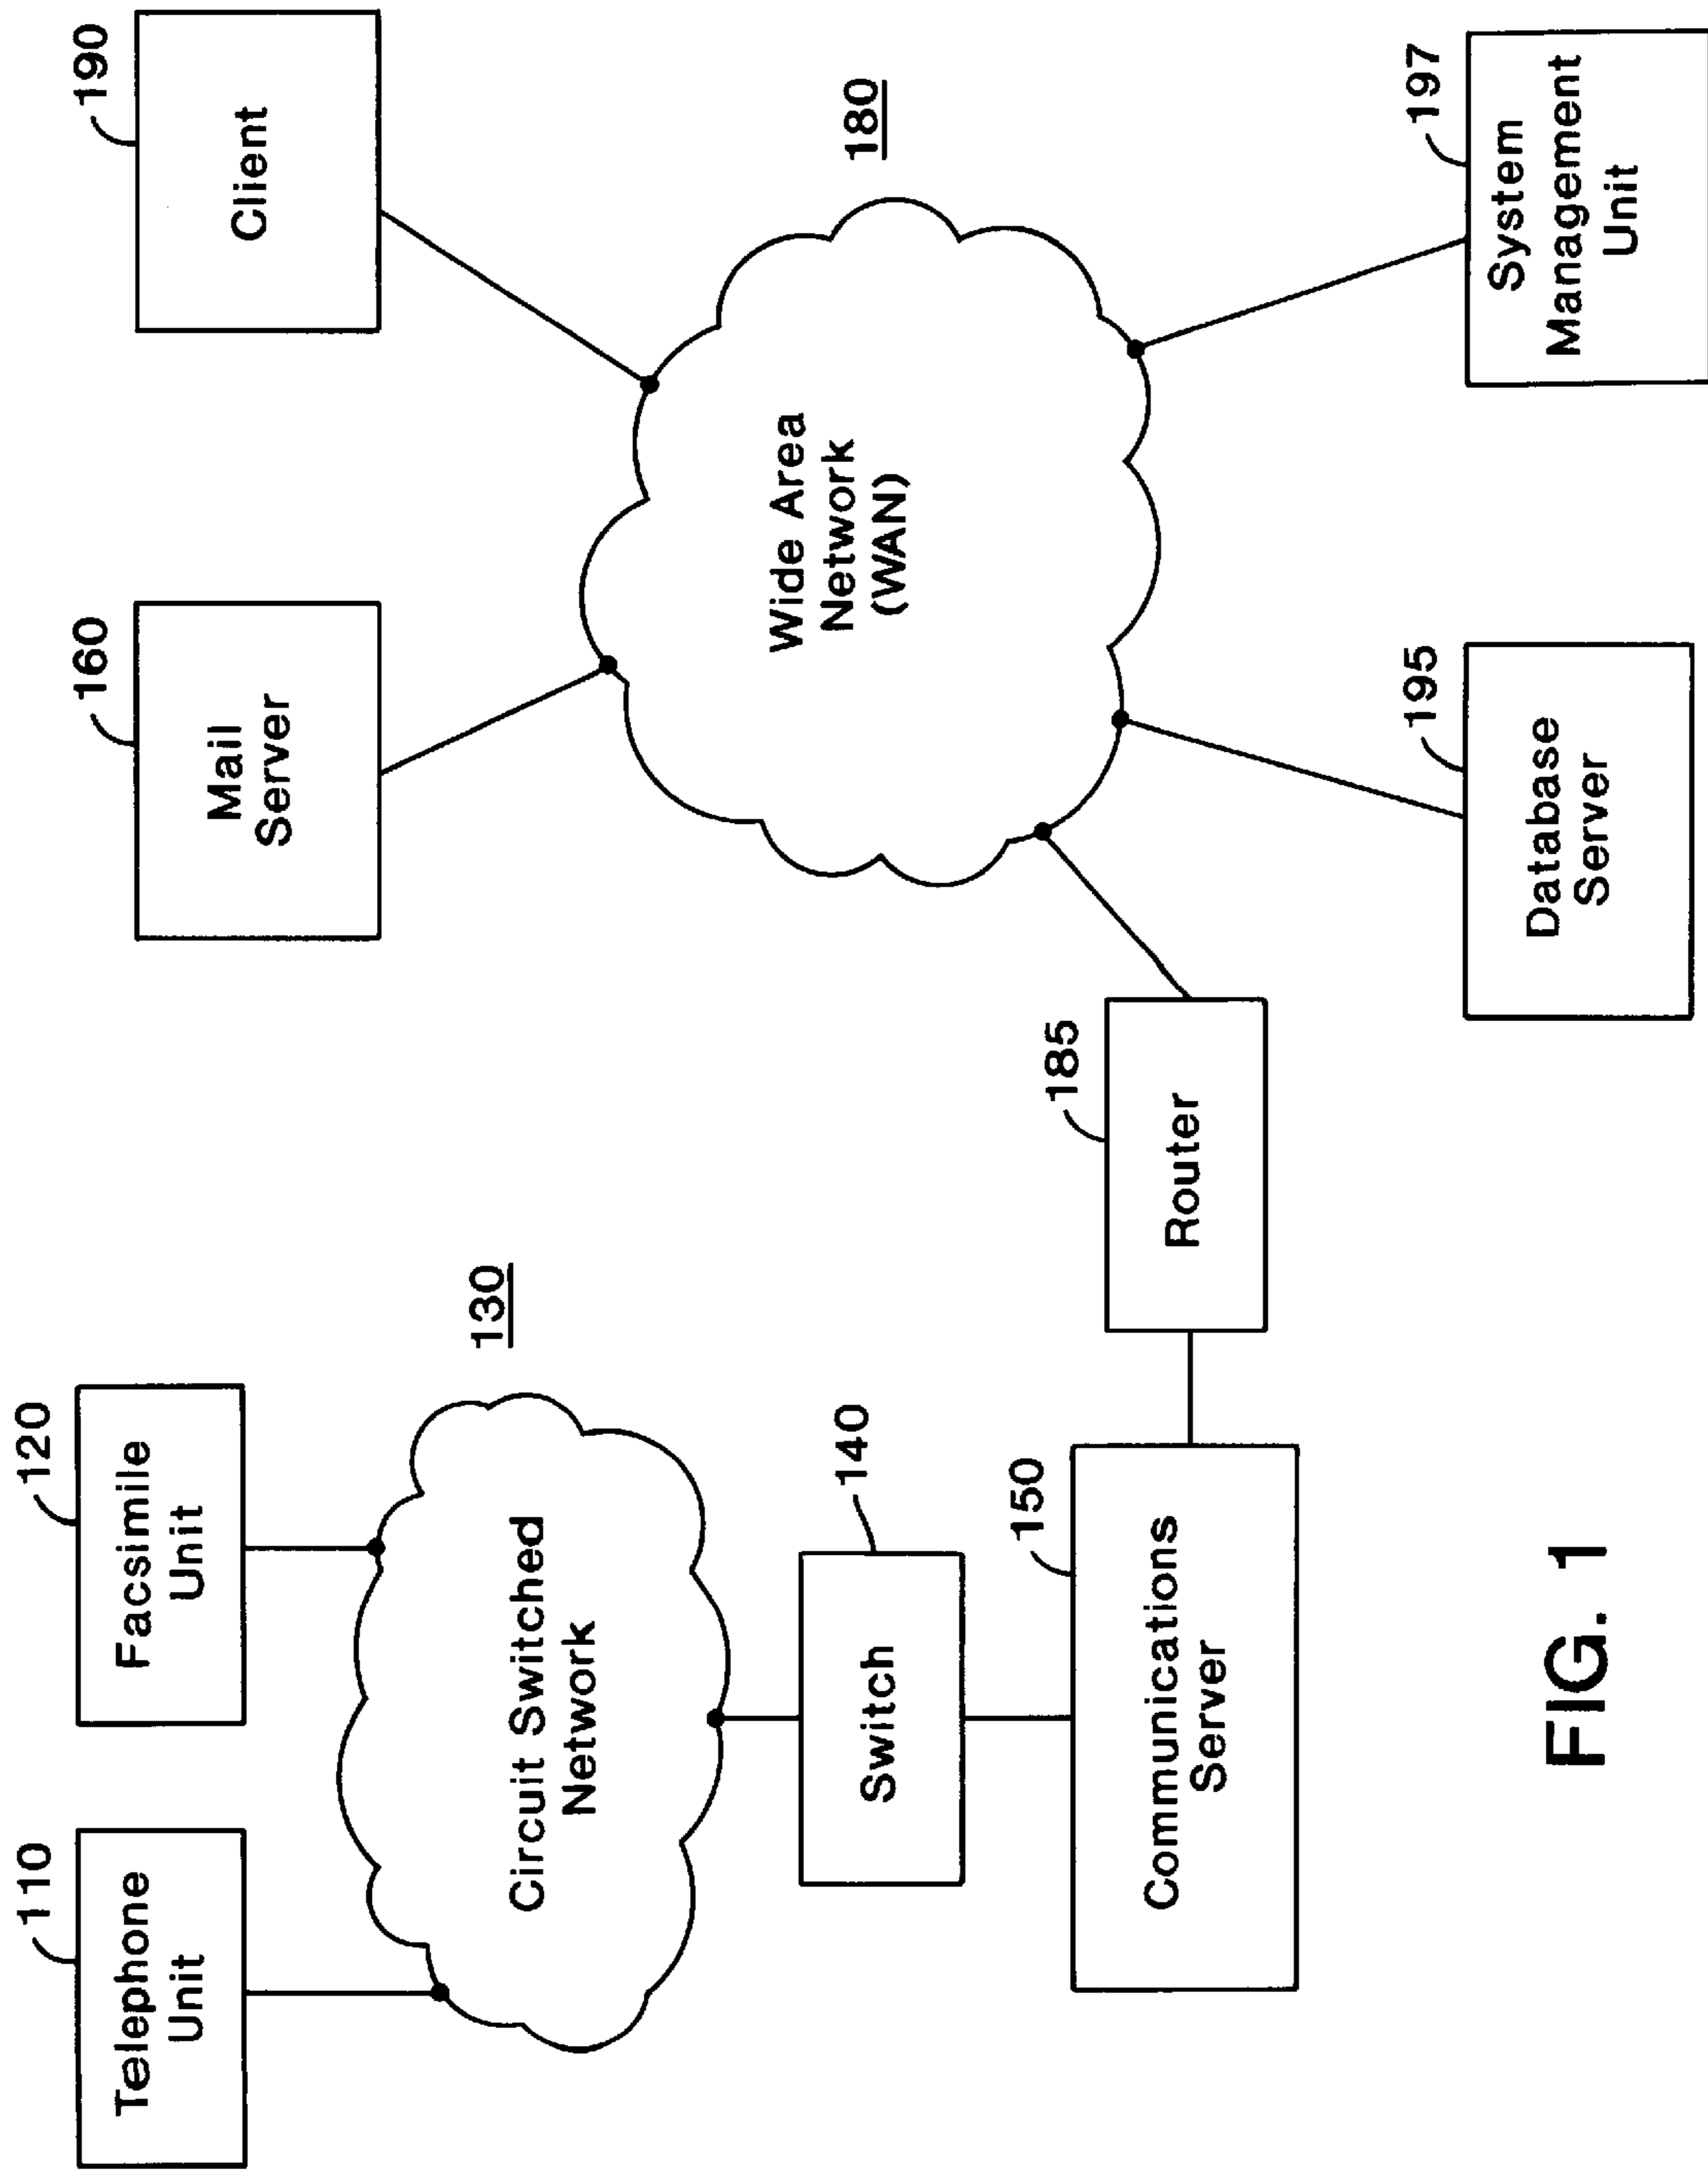 110
Telephone
Unit
120
Facsimile
Unit
160
Mail
Server
190
Client
130
Circuit Switched
Network
180
Wide Area
Network
(WAN)
140
Switch
150
Communications
Server
185
Router
195
Database
Server
197
System
Management
Unit
FIG. 1